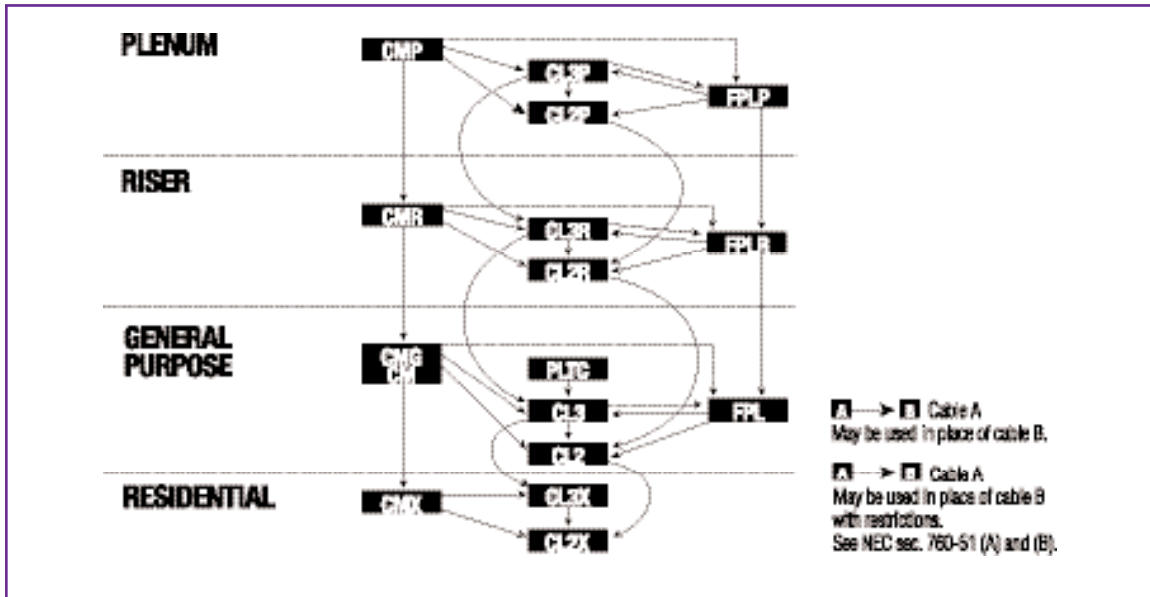 PLENUM
CMP
CL3P
FPLP
CL2P
RISER
CMR
CL3R
FPLR
CL2R
GENERAL
PURPOSE
CMG
CM
PLTC
CL3
FPL
CL2
RESIDENTIAL
CMX
CL3X
CL2X
A B Cable A
May be used in place of cable B.
A B Cable A
May be used in place of cable B
with restrictions.
See NEC sec. 760-51 (A) and (B).